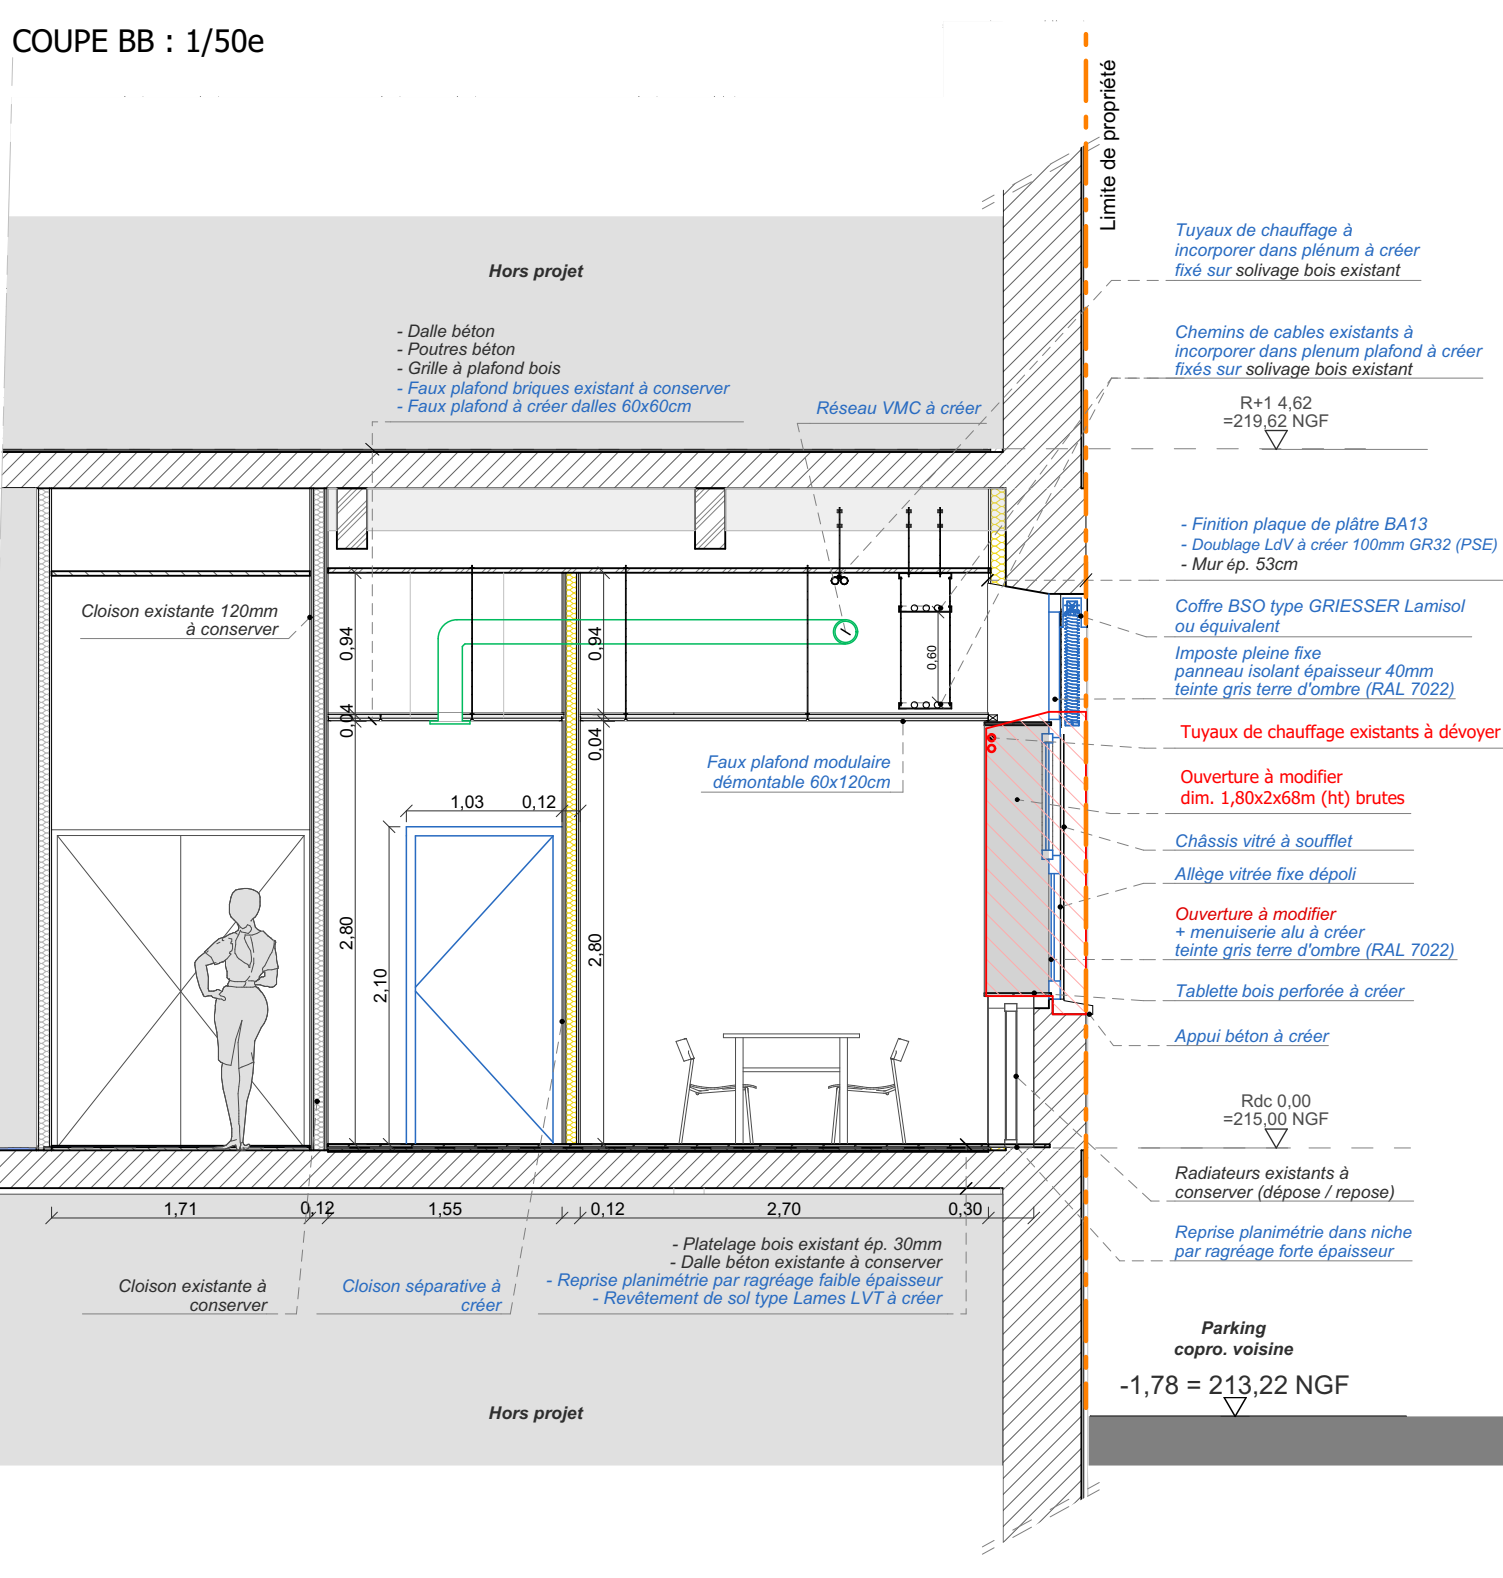 COUPE BB : 1/50e
Limite de propriété
Hors projet
- Dalle béton
- Poutres béton
- Grille à plafond bois
- Faux plafond briques existant à conserver
- Faux plafond à créer dalles 60x60cm
Réseau VMC à créer
Tuyaux de chauffage à
incorporer dans plénum à créer
fixé sur solivage bois existant
Chemins de cables existants à
incorporer dans plenum plafond à créer
fixés sur solivage bois existant
R+1 4,62
=219,62 NGF
- Finition plaque de plâtre BA13
- Doublage LdV à créer 100mm GR32 (PSE)
- Mur ép. 53cm
Cloison existante 120mm
à conserver
Coffre BSO type GRIESSER Lamisol
ou équivalent
Imposte pleine fixe
panneau isolant épaisseur 40mm
teinte gris terre d'ombre (RAL 7022)
0,94
0,94
0,60
0,04
0,04
Tuyaux de chauffage existants à dévoyer
Faux plafond modulaire
démontable 60x120cm
Ouverture à modifier
dim. 1,80x2x68m (ht) brutes
1,03
0,12
Châssis vitré à soufflet
Allège vitrée fixe dépoli
2,80
2,10
2,80
Ouverture à modifier
+ menuiserie alu à créer
teinte gris terre d'ombre (RAL 7022)
Tablette bois perforée à créer
Appui béton à créer
Rdc 0,00
=215,00 NGF
Radiateurs existants à
conserver (dépose / repose)
1,71
0,12
1,55
0,12
2,70
0,30
Reprise planimétrie dans niche
par ragréage forte épaisseur
Cloison existante à
conserver
Cloison séparative à
créer
- Platelage bois existant ép. 30mm
- Dalle béton existante à conserver
- Reprise planimétrie par ragréage faible épaisseur
- Revêtement de sol type Lames LVT à créer
Parking
copro. voisine
-1,78 = 213,22 NGF
Hors projet